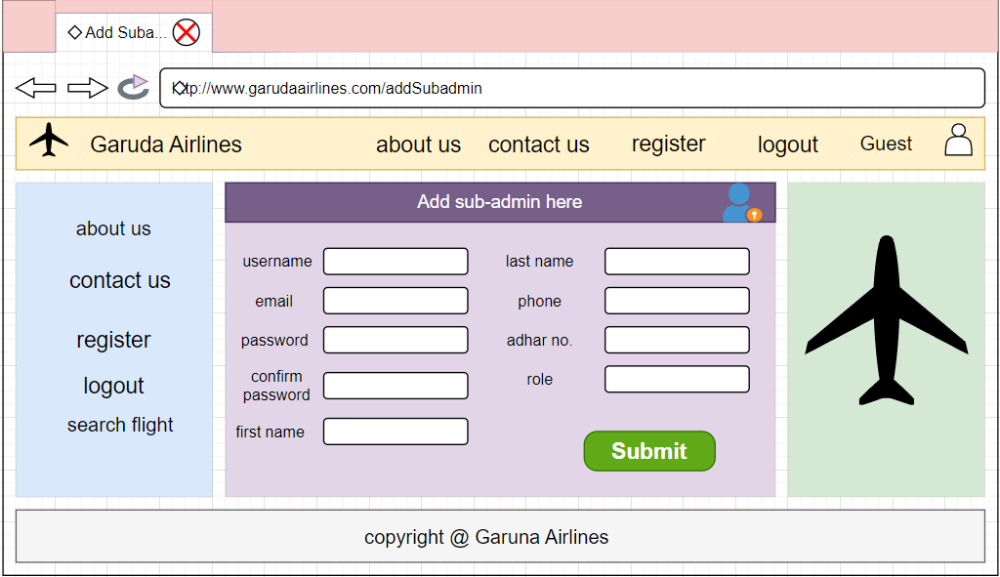 Add Suba...
http://www.garudaairlines.com/addSubadmin
Garuda Airlines about us contact us register logout Guest
about us
contact us
register
logout
search flight
Add sub-admin here
username
email
password
confirm
password
first name
last name
phone
adhar no.
role
Submit
copyright @ Garuna Airlines